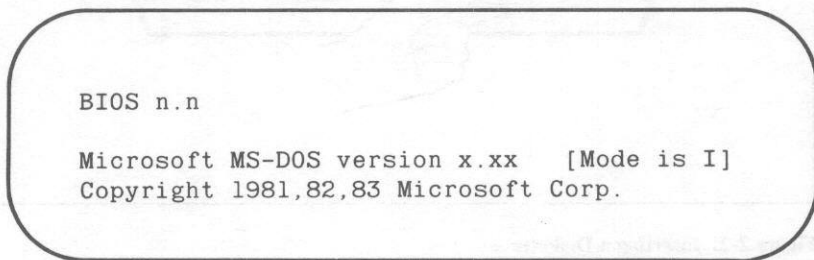 BIOS n.n
Microsoft MS-DOS version x.xx [Mode is I]
Copyright 1981,82,83 Microsoft Corp.